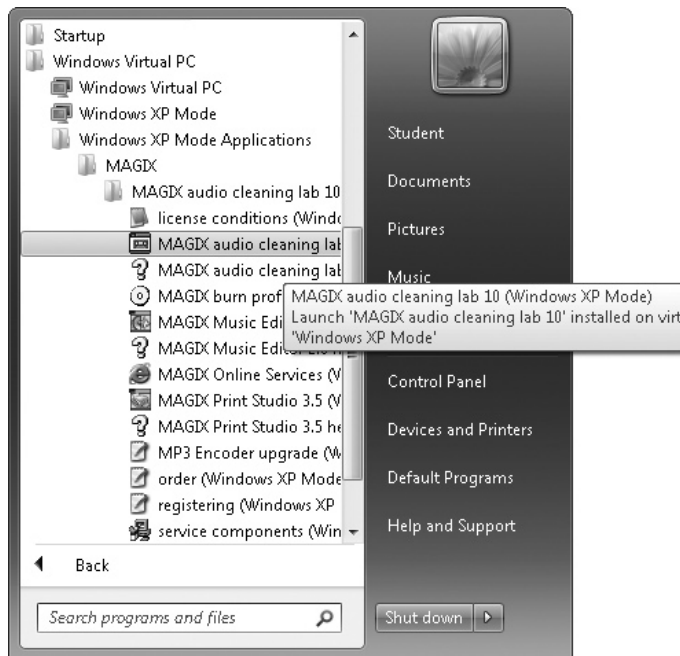 Startup
Windows Virtual PC
Windows Virtual PC
Windows XP Mode
Windows XP Mode Applications
MAGIX
MAGIX audio cleaning lab 10
license conditions (Windo
MAGIX audio cleaning lab
MAGIX audio cleaning lab
MAGIX burn prof
MAGIX Music Edi
MAGIX Music Edi
MAGIX Online Services (W
MAGIX Print Studio 3.5 (W
MAGIX Print Studio 3.5 he
MP3 Encoder upgrade (W
order (Windows XP Mode
registering (Windows XP
service components (Win
Back
Search programs and files
Student
Documents
Pictures
Music
MAGIX audio cleaning lab 10 (Windows XP Mode)
Launch 'MAGIX audio cleaning lab 10' installed on virt
'Windows XP Mode'
Control Panel
Devices and Printers
Default Programs
Help and Support
Shut down